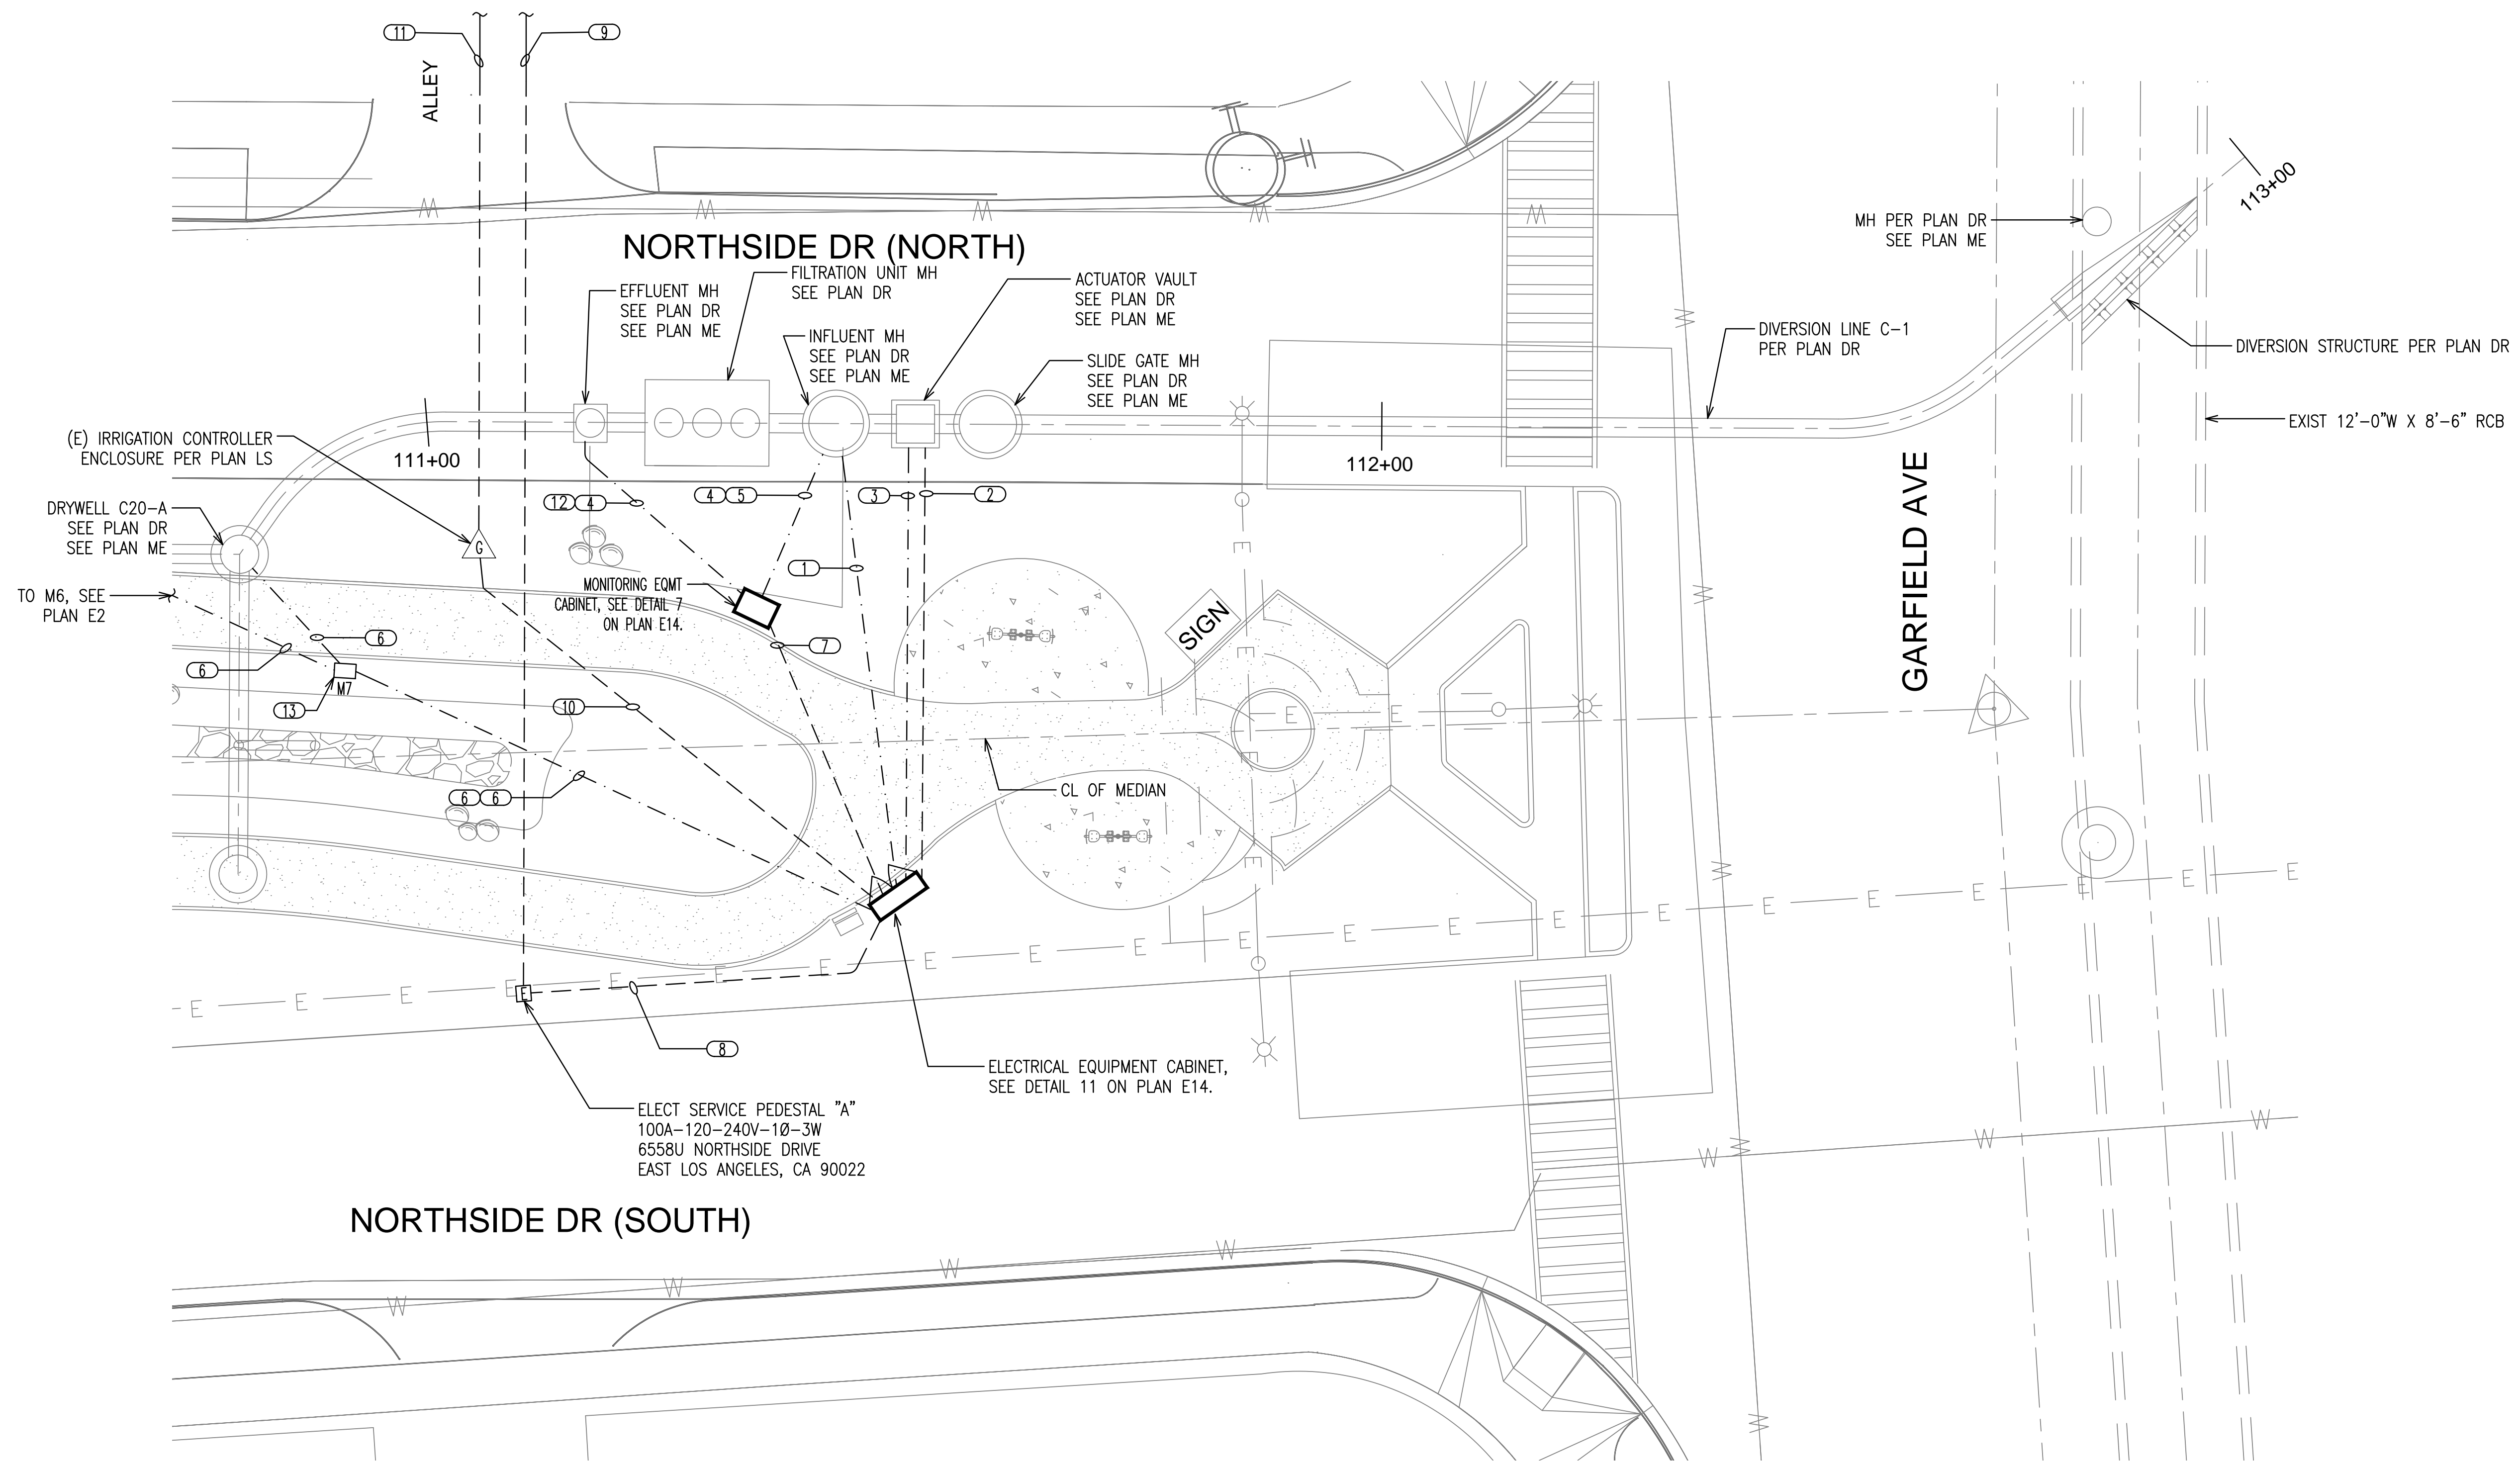 11
9
ALLEY
113+00
NORTHSIDE DR (NORTH)
MH PER PLAN DR
SEE PLAN ME
FILTRATION UNIT MH
SEE PLAN DR
ACTUATOR VAULT
SEE PLAN DR
SEE PLAN ME
EFFLUENT MH
SEE PLAN DR
SEE PLAN ME
INFLUENT MH
SEE PLAN DR
SEE PLAN ME
SLIDE GATE MH
SEE PLAN DR
SEE PLAN ME
DIVERSION LINE C-1
PER PLAN DR
DIVERSION STRUCTURE PER PLAN DR
EXIST 12'-0"W X 8'-6" RCB
(E) IRRIGATION CONTROLLER
ENCLOSURE PER PLAN LS
111+00
112+00
GARFIELD AVE
DRYWELL C20-A
SEE PLAN DR
SEE PLAN ME
12 4
4 5
3
2
G
1
MONITORING EQMT
CABINET, SEE DETAIL 7
ON PLAN E14.
TO M6, SEE
PLAN E2
SIGN
6
7
6
M7
13
10
6 6
CL OF MEDIAN
E E
E E E E
E E E E E E E E E E E E E E E E E E E E E
E
8
ELECTRICAL EQUIPMENT CABINET,
SEE DETAIL 11 ON PLAN E14.
ELECT SERVICE PEDESTAL "A"
100A-120-240V-1Ø-3W
6558U NORTHSIDE DRIVE
EAST LOS ANGELES, CA 90022
NORTHSIDE DR (SOUTH)
W W W W W
W W W W W
W W W W W
W W